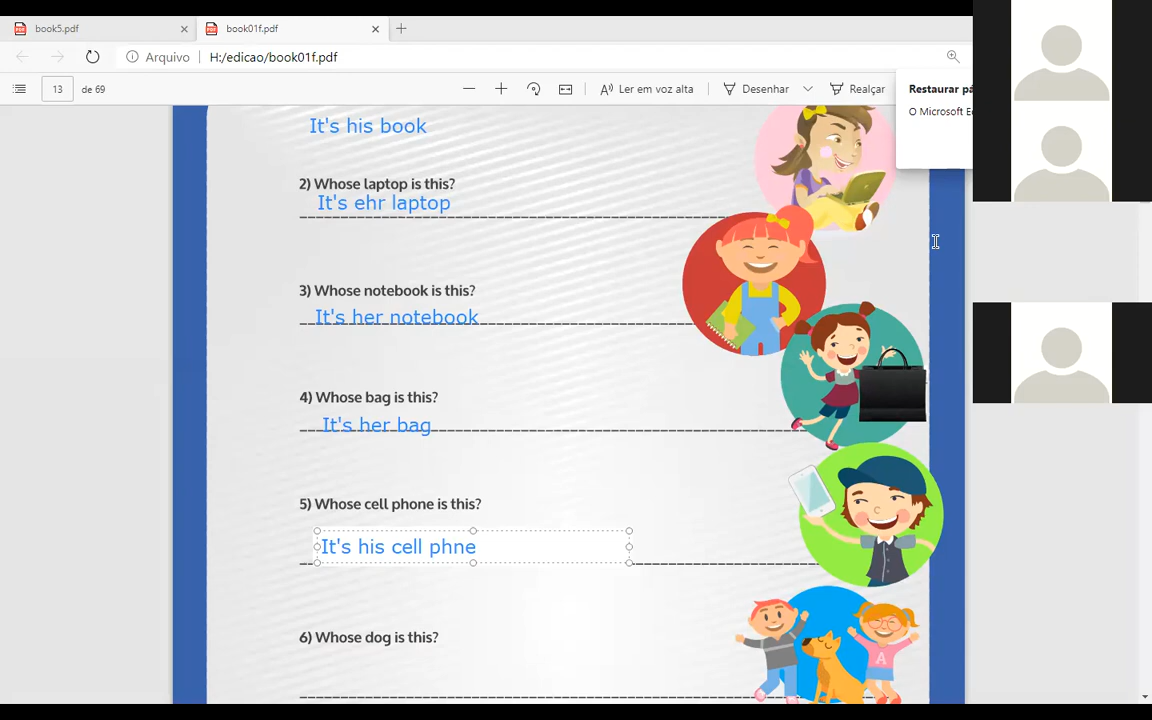 book5.pdf
book01f.pdf
Arquivo H:/edicao/book01f.pdf
13 de 69
Ler em voz alta
Desenhar
Realçar
Restaurar pá
O Microsoft E
It's his book
2) Whose laptop is this?
It's ehr laptop
3) Whose notebook is this?
It's her notebook
4) Whose bag is this?
It's her bag
5) Whose cell phone is this?
It's his cell phne
6) Whose dog is this?
A